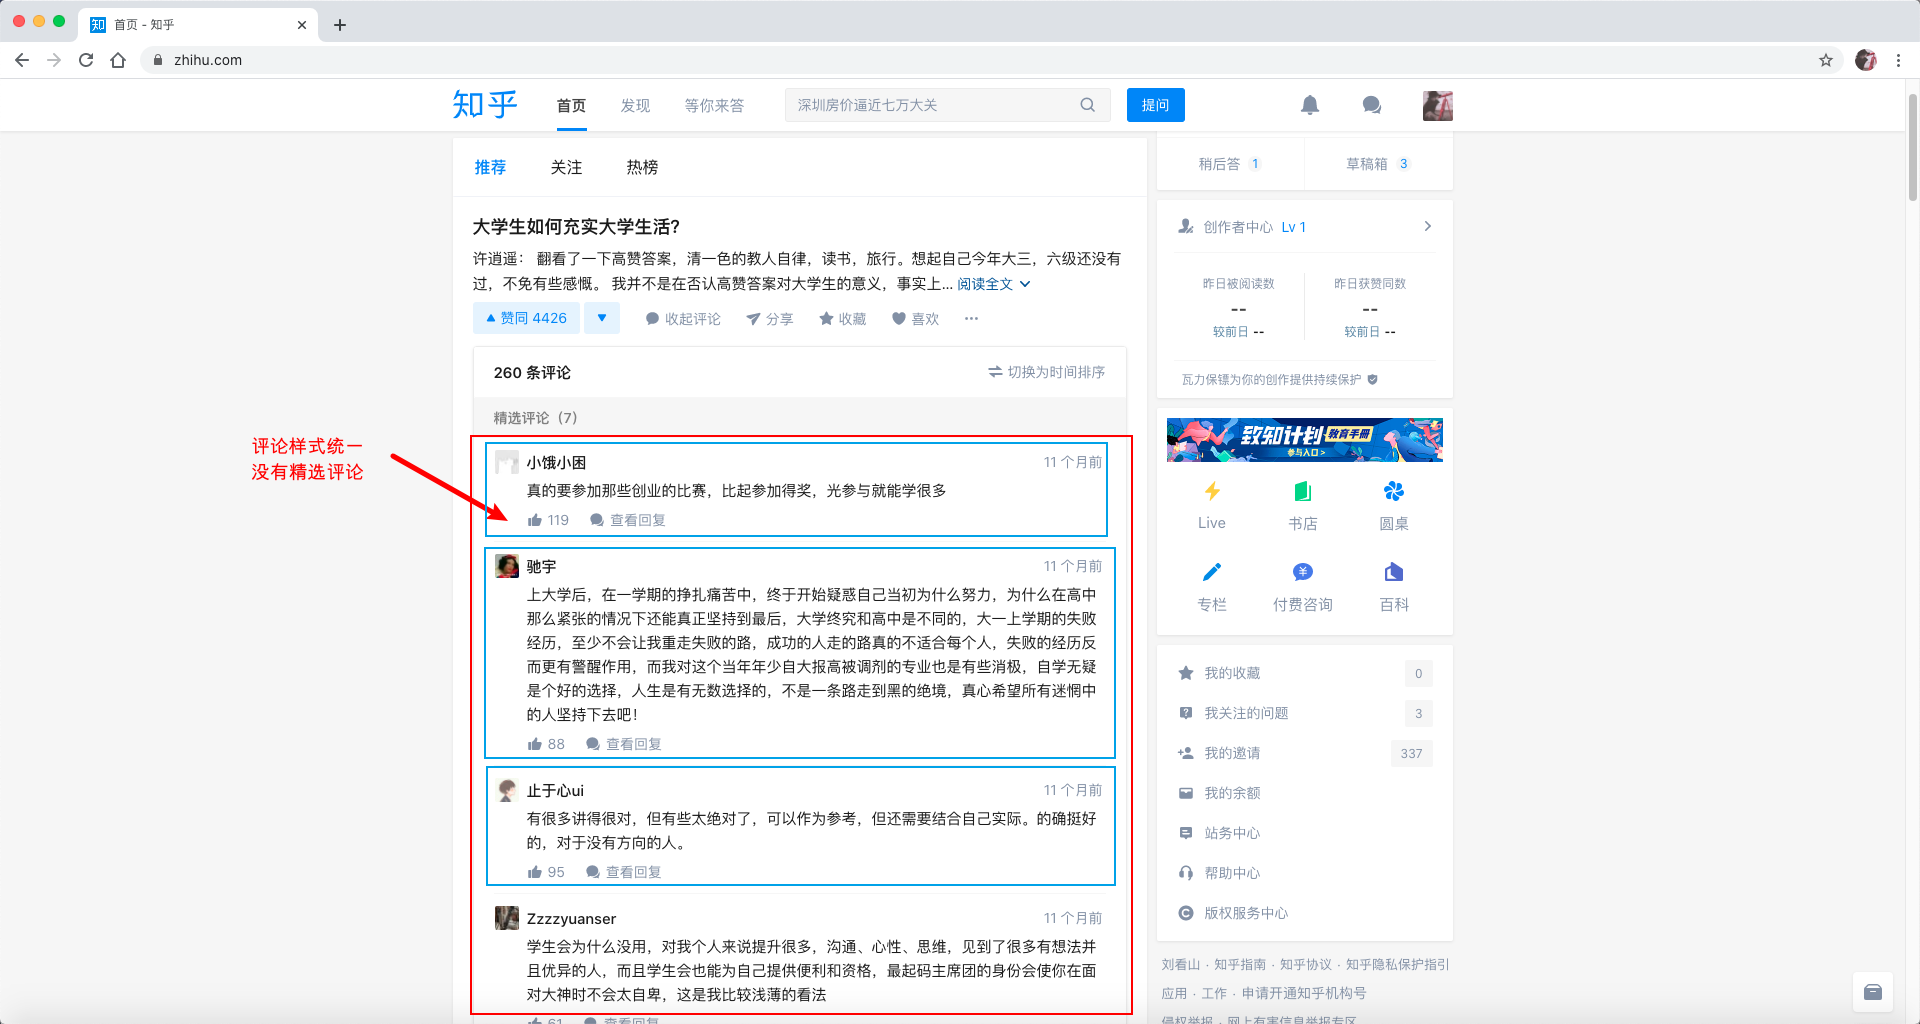 首页 - 知乎
zhihu.com
知乎
首页
发现
等你来答
深圳房价逼近七万大关
提问
推荐
关注
热榜
大学生如何充实大学生活?
许逍遥： 翻看了一下高赞答案，清一色的教人自律，读书，旅行。想起自己今年大三，六级还没有
过，不免有些感慨。 我并不是在否认高赞答案对大学生的意义，事实上... 阅读全文
赞同 4426
收起评论
分享
收藏
喜欢
260 条评论
切换为时间排序
精选评论（7）
评论样式统一
没有精选评论
小饿小困
11 个月前
真的要参加那些创业的比赛，比起参加得奖，光参与就能学很多
119
查看回复
驰宇
11 个月前
上大学后，在一学期的挣扎痛苦中，终于开始疑惑自己当初为什么努力，为什么在高中
那么紧张的情况下还能真正坚持到最后，大学终究和高中是不同的，大一上学期的失败
经历，至少不会让我重走失败的路，成功的人走的路真的不适合每个人，失败的经历反
而更有警醒作用，而我对这个当年年少自大报高被调剂的专业也是有些消极，自学无疑
是个好的选择，人生是有无数选择的，不是一条路走到黑的绝境，真心希望所有迷惘中
的人坚持下去吧！
88
查看回复
止于心ui
11 个月前
有很多讲得很对，但有些太绝对了，可以作为参考，但还需要结合自己实际。的确挺好
的，对于没有方向的人。
95
查看回复
Zzzzyuanser
11 个月前
学生会为什么没用，对我个人来说提升很多，沟通、心性、思维，见到了很多有想法并
且优异的人，而且学生会也能为自己提供便利和资格，最起码主席团的身份会使你在面
对大神时不会太自卑，这是我比较浅薄的看法
61
查看回复
稍后答 1
草稿箱 3
创作者中心 Lv 1
昨日被阅读数
--
较前日 --
昨日获赞同数
--
较前日 --
瓦力保镖为你的创作提供持续保护
致知计划
教育手册
参与入口 >
Live
书店
圆桌
专栏
付费咨询
百科
我的收藏 0
我关注的问题 3
我的邀请 337
我的余额
站务中心
帮助中心
版权服务中心
刘看山 · 知乎指南 · 知乎协议 · 知乎隐私保护指引
应用 · 工作 · 申请开通知乎机构号
侵权举报 · 网上有害信息举报专区